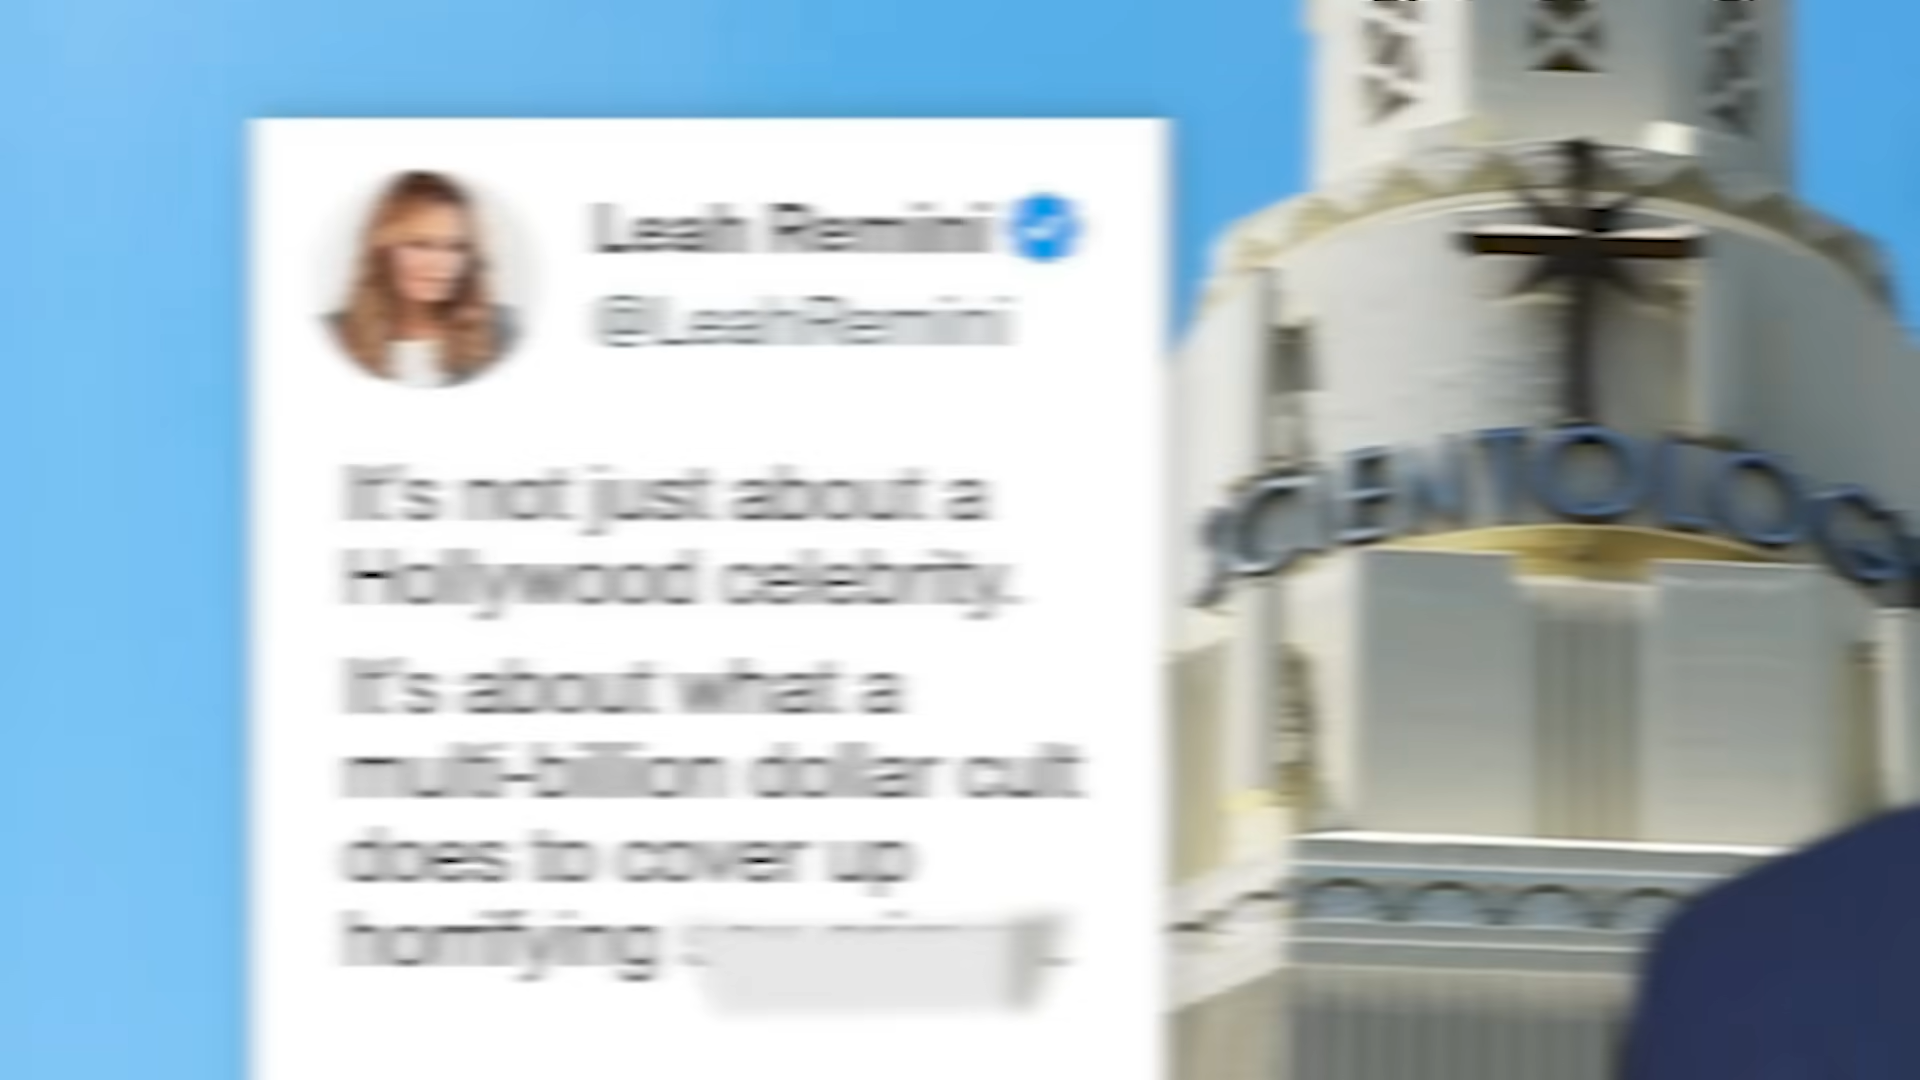 Leah Remini
@LeahRemini
It's not just about a
Hollywood celebrity.
It's about what a
multi-billion dollar cult
does to cover up
horrifying
SCIENTOLOG